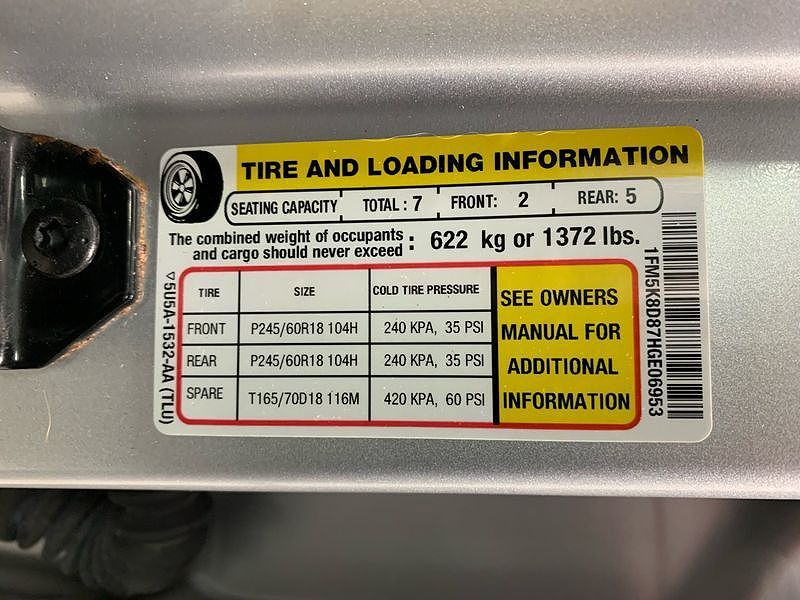 TIRE AND LOADING INFORMATION
SEATING CAPACITY TOTAL : 7 FRONT: 2 REAR: 5
The combined weight of occupants
and cargo should never exceed : 622 kg or 1372 lbs.
TIRE SIZE COLD TIRE PRESSURE
FRONT P245/60R18 104H 240 KPA, 35 PSI
REAR P245/60R18 104H 240 KPA, 35 PSI
SPARE T165/70D18 116M 420 KPA, 60 PSI
SEE OWNERS
MANUAL FOR
ADDITIONAL
INFORMATION
▽5U5A-1532-AA (TLU)
1FM5K8D87HGE06953